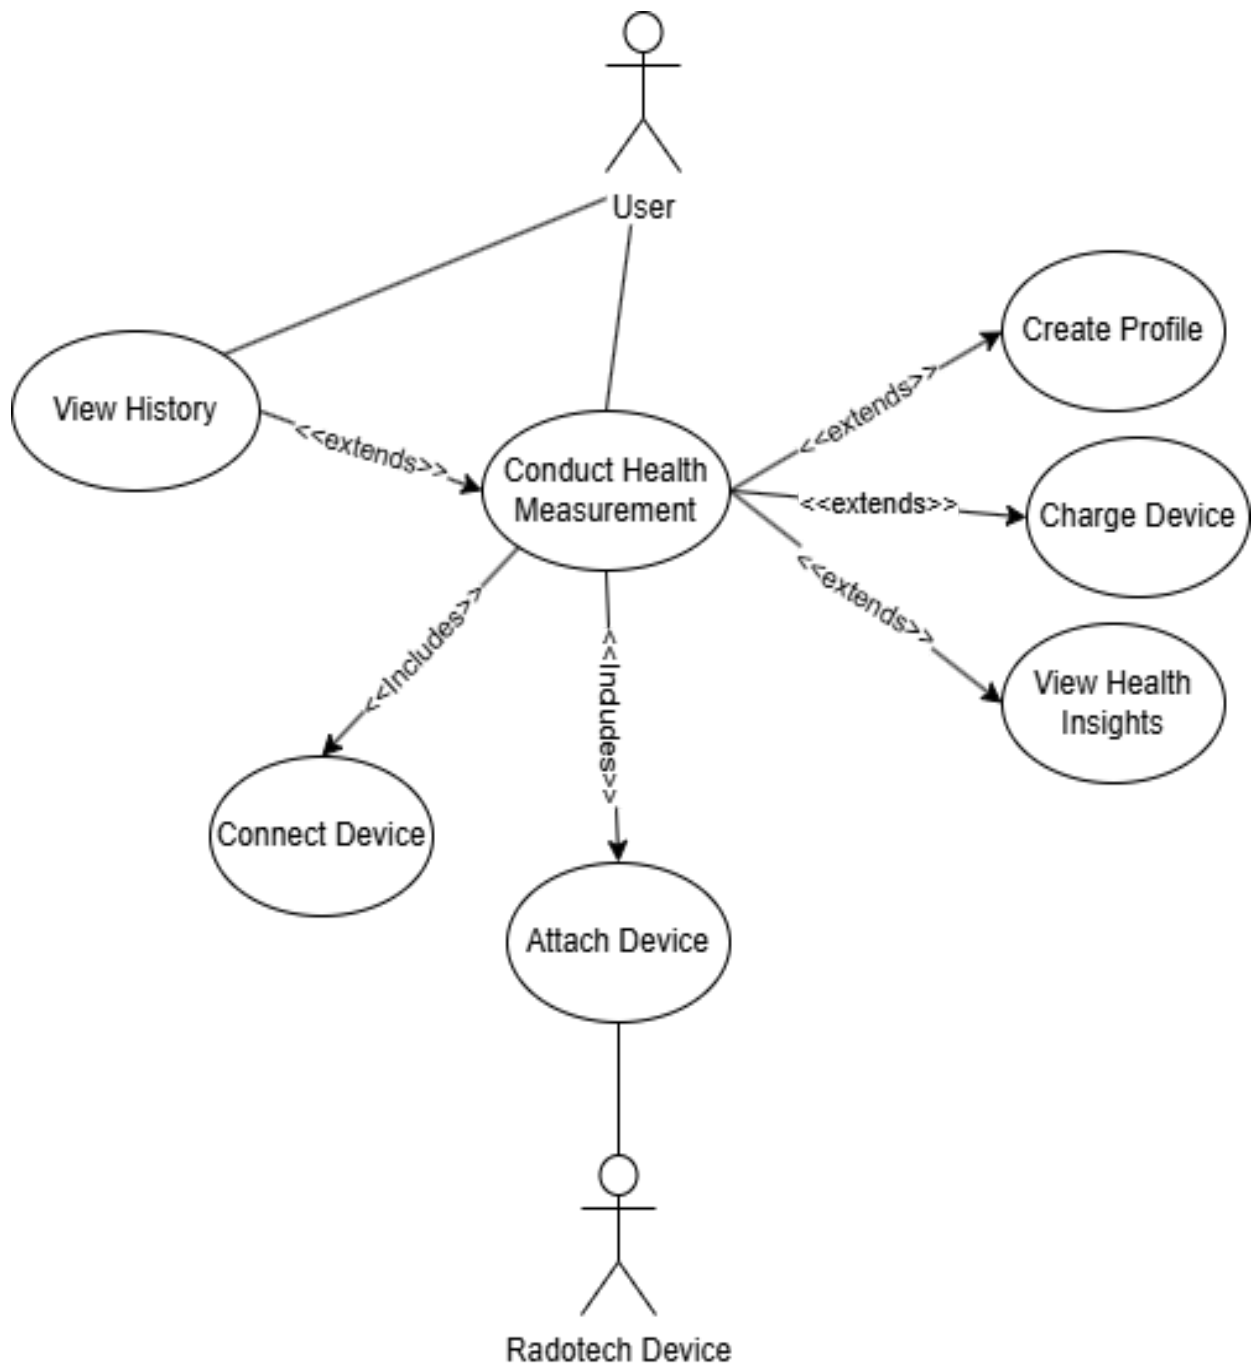 User
Create Profile
View History
<<extends>>
<<extends>>
Conduct Health
Measurement
<<extends>>
Charge Device
<<extends>>
View Health
Insights
<<Includes>>
<<Includes>>
Connect Device
Attach Device
Radotech Device